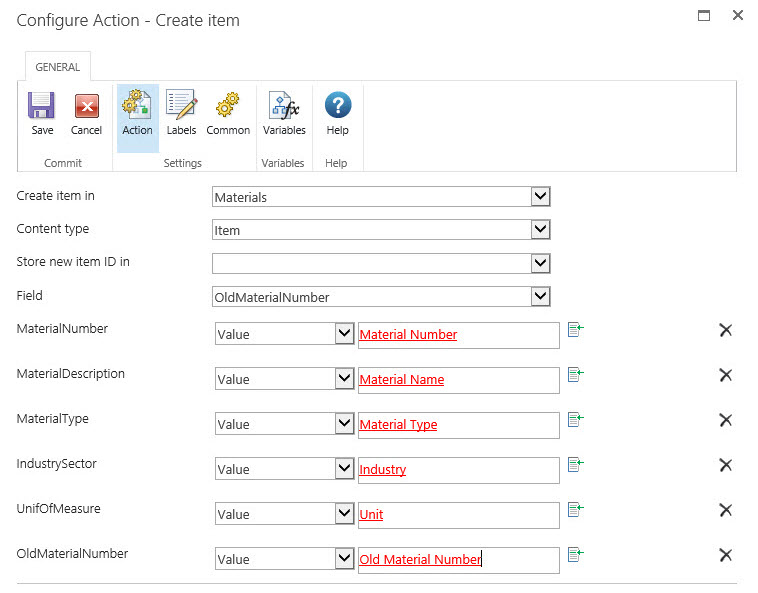 Configure Action - Create item
GENERAL
Save Cancel Action Labels Common Variables Help
Commit Settings Variables Help
Create item in Materials
Content type Item
Store new item ID in
Field OldMaterialNumber
MaterialNumber Value Material Number
MaterialDescription Value Material Name
MaterialType Value Material Type
IndustrySector Value Industry
UnifOfMeasure Value Unit
OldMaterialNumber Value Old Material Number